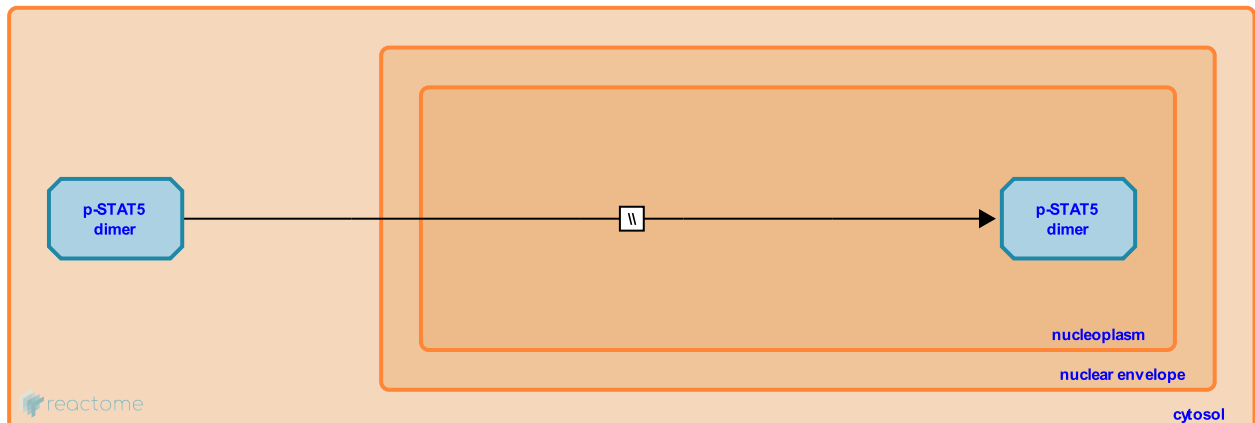 p-STAT5
dimer
\\
p-STAT5
dimer
nucleoplasm
nuclear envelope
reactome
cytosol